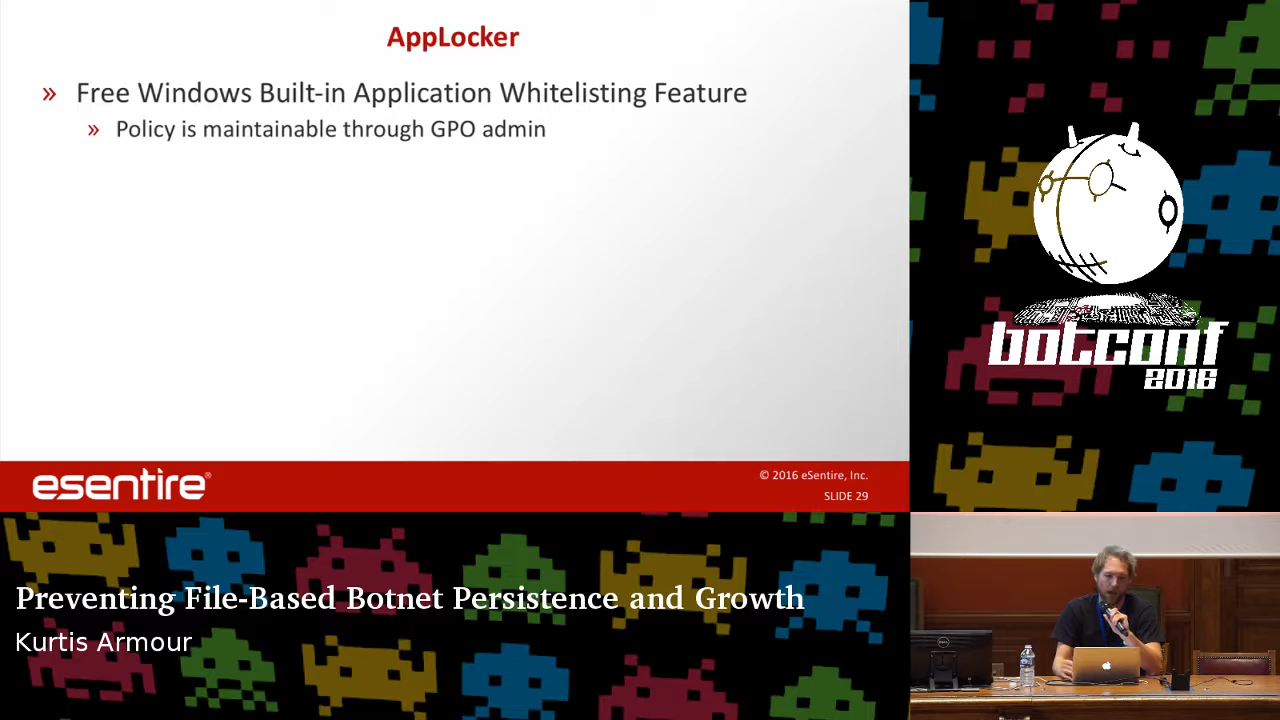 AppLocker
» Free Windows Built-in Application Whitelisting Feature
» Policy is maintainable through GPO admin
esentire®
© 2016 eSentire, Inc.
SLIDE 29
botconf
2016
Preventing File-Based Botnet Persistence and Growth
Kurtis Armour
DELL